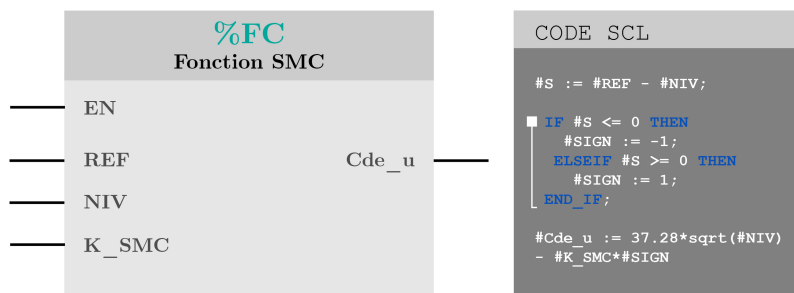 %FC
Fonction SMC
EN
REF
Cde_u
NIV
K_SMC
CODE SCL
#S := #REF - #NIV;
IF #S <= 0 THEN
#SIGN := -1;
ELSEIF #S >= 0 THEN
#SIGN := 1;
END_IF;
#Cde_u := 37.28*sqrt(#NIV)
- #K_SMC*#SIGN